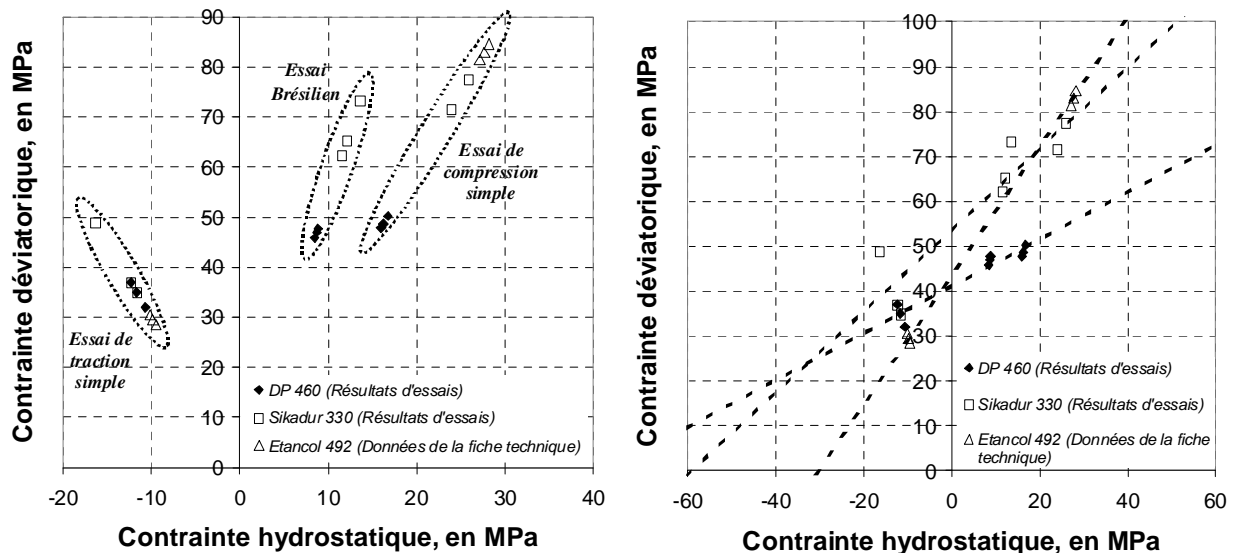 Contrainte déviatorique, en MPa
90
80
70
60
50
40
30
20
10
0
-20
-10
0
10
20
30
40
Contrainte hydrostatique, en MPa
Essai
Brésilien
Essai de
compression
simple
Essai de
traction
simple
DP 460 (Résultats d'essais)
Sikadur 330 (Résultats d'essais)
Etancol 492 (Données de la fiche technique)
Contrainte déviatorique, en MPa
100
90
80
70
60
50
40
30
20
10
0
-60
-40
-20
0
20
40
60
Contrainte hydrostatique, en MPa
DP 460 (Résultats d'essais)
Sikadur 330 (Résultats d'essais)
Etancol 492 (Données de la fiche
technique)